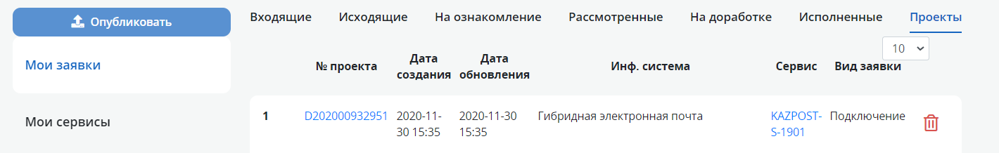 Опубликовать
Мои заявки
Мои сервисы
Входящие Исходящие На ознакомление Рассмотренные На доработке Исполненные Проекты
10
№ проекта Дата создания Дата обновления Инф. система Сервис Вид заявки
1 D202000932951 2020-11-30 15:35 2020-11-30 15:35 Гибридная электронная почта KAZPOST-S-1901 Подключение